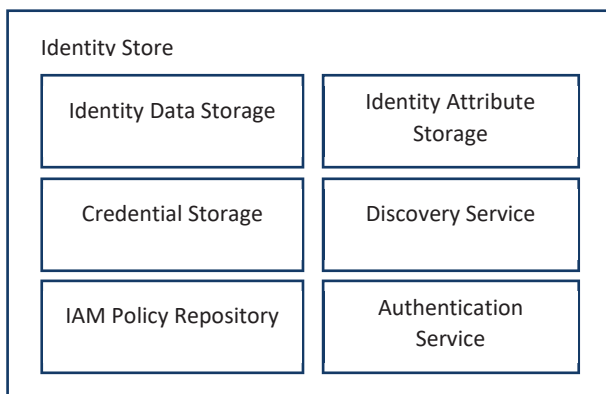 Identity Store
Identity Data Storage
Identity Attribute
Storage
Credential Storage
Discovery Service
IAM Policy Repository
Authentication
Service